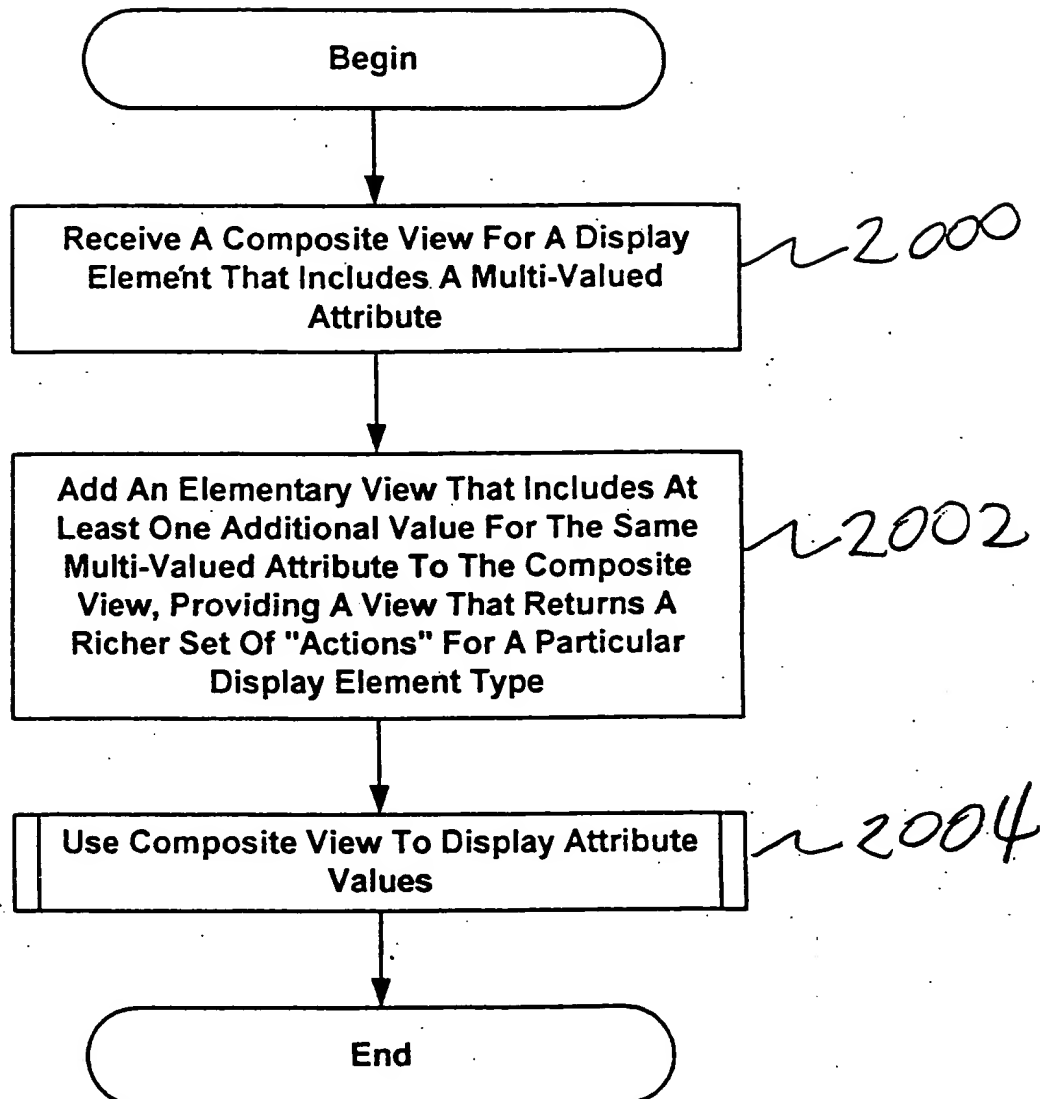 Begin
Receive A Composite View For A Display
Element That Includes A Multi-Valued
Attribute
2000
Add An Elementary View That Includes At
Least One Additional Value For The Same
Multi-Valued Attribute To The Composite
View, Providing A View That Returns A
Richer Set Of "Actions" For A Particular
Display Element Type
2002
Use Composite View To Display Attribute
Values
2004
End